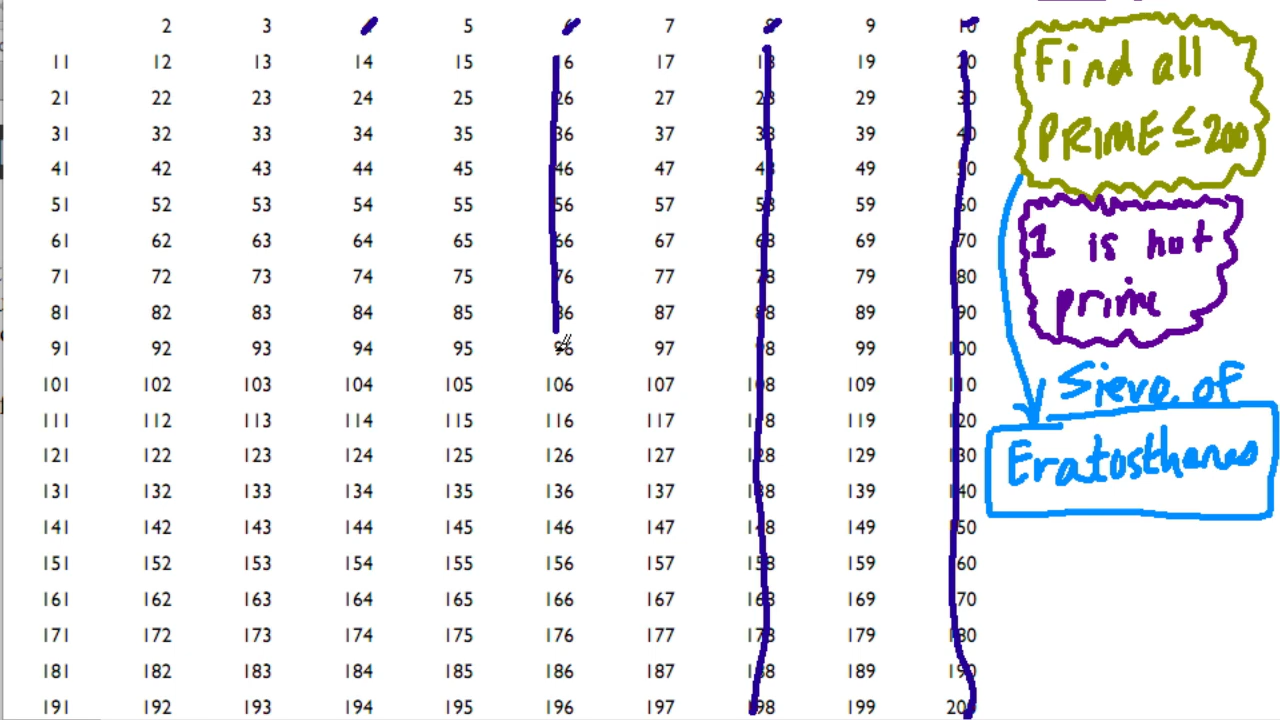 2 3 4 5 6 7 8 9 10
11 12 13 14 15 16 17 18 19 20
21 22 23 24 25 26 27 28 29 30
31 32 33 34 35 36 37 38 39 40
41 42 43 44 45 46 47 48 49 50
51 52 53 54 55 56 57 58 59 60
61 62 63 64 65 66 67 68 69 70
71 72 73 74 75 76 77 78 79 80
81 82 83 84 85 86 87 88 89 90
91 92 93 94 95 96 97 98 99 100
101 102 103 104 105 106 107 108 109 110
111 112 113 114 115 116 117 118 119 120
121 122 123 124 125 126 127 128 129 130
131 132 133 134 135 136 137 138 139 140
141 142 143 144 145 146 147 148 149 150
151 152 153 154 155 156 157 158 159 160
161 162 163 164 165 166 167 168 169 170
171 172 173 174 175 176 177 178 179 180
181 182 183 184 185 186 187 188 189 190
191 192 193 194 195 196 197 198 199 200
Find all
PRIME ≤ 200
1 is not
prime
Sieve of
Eratosthenes